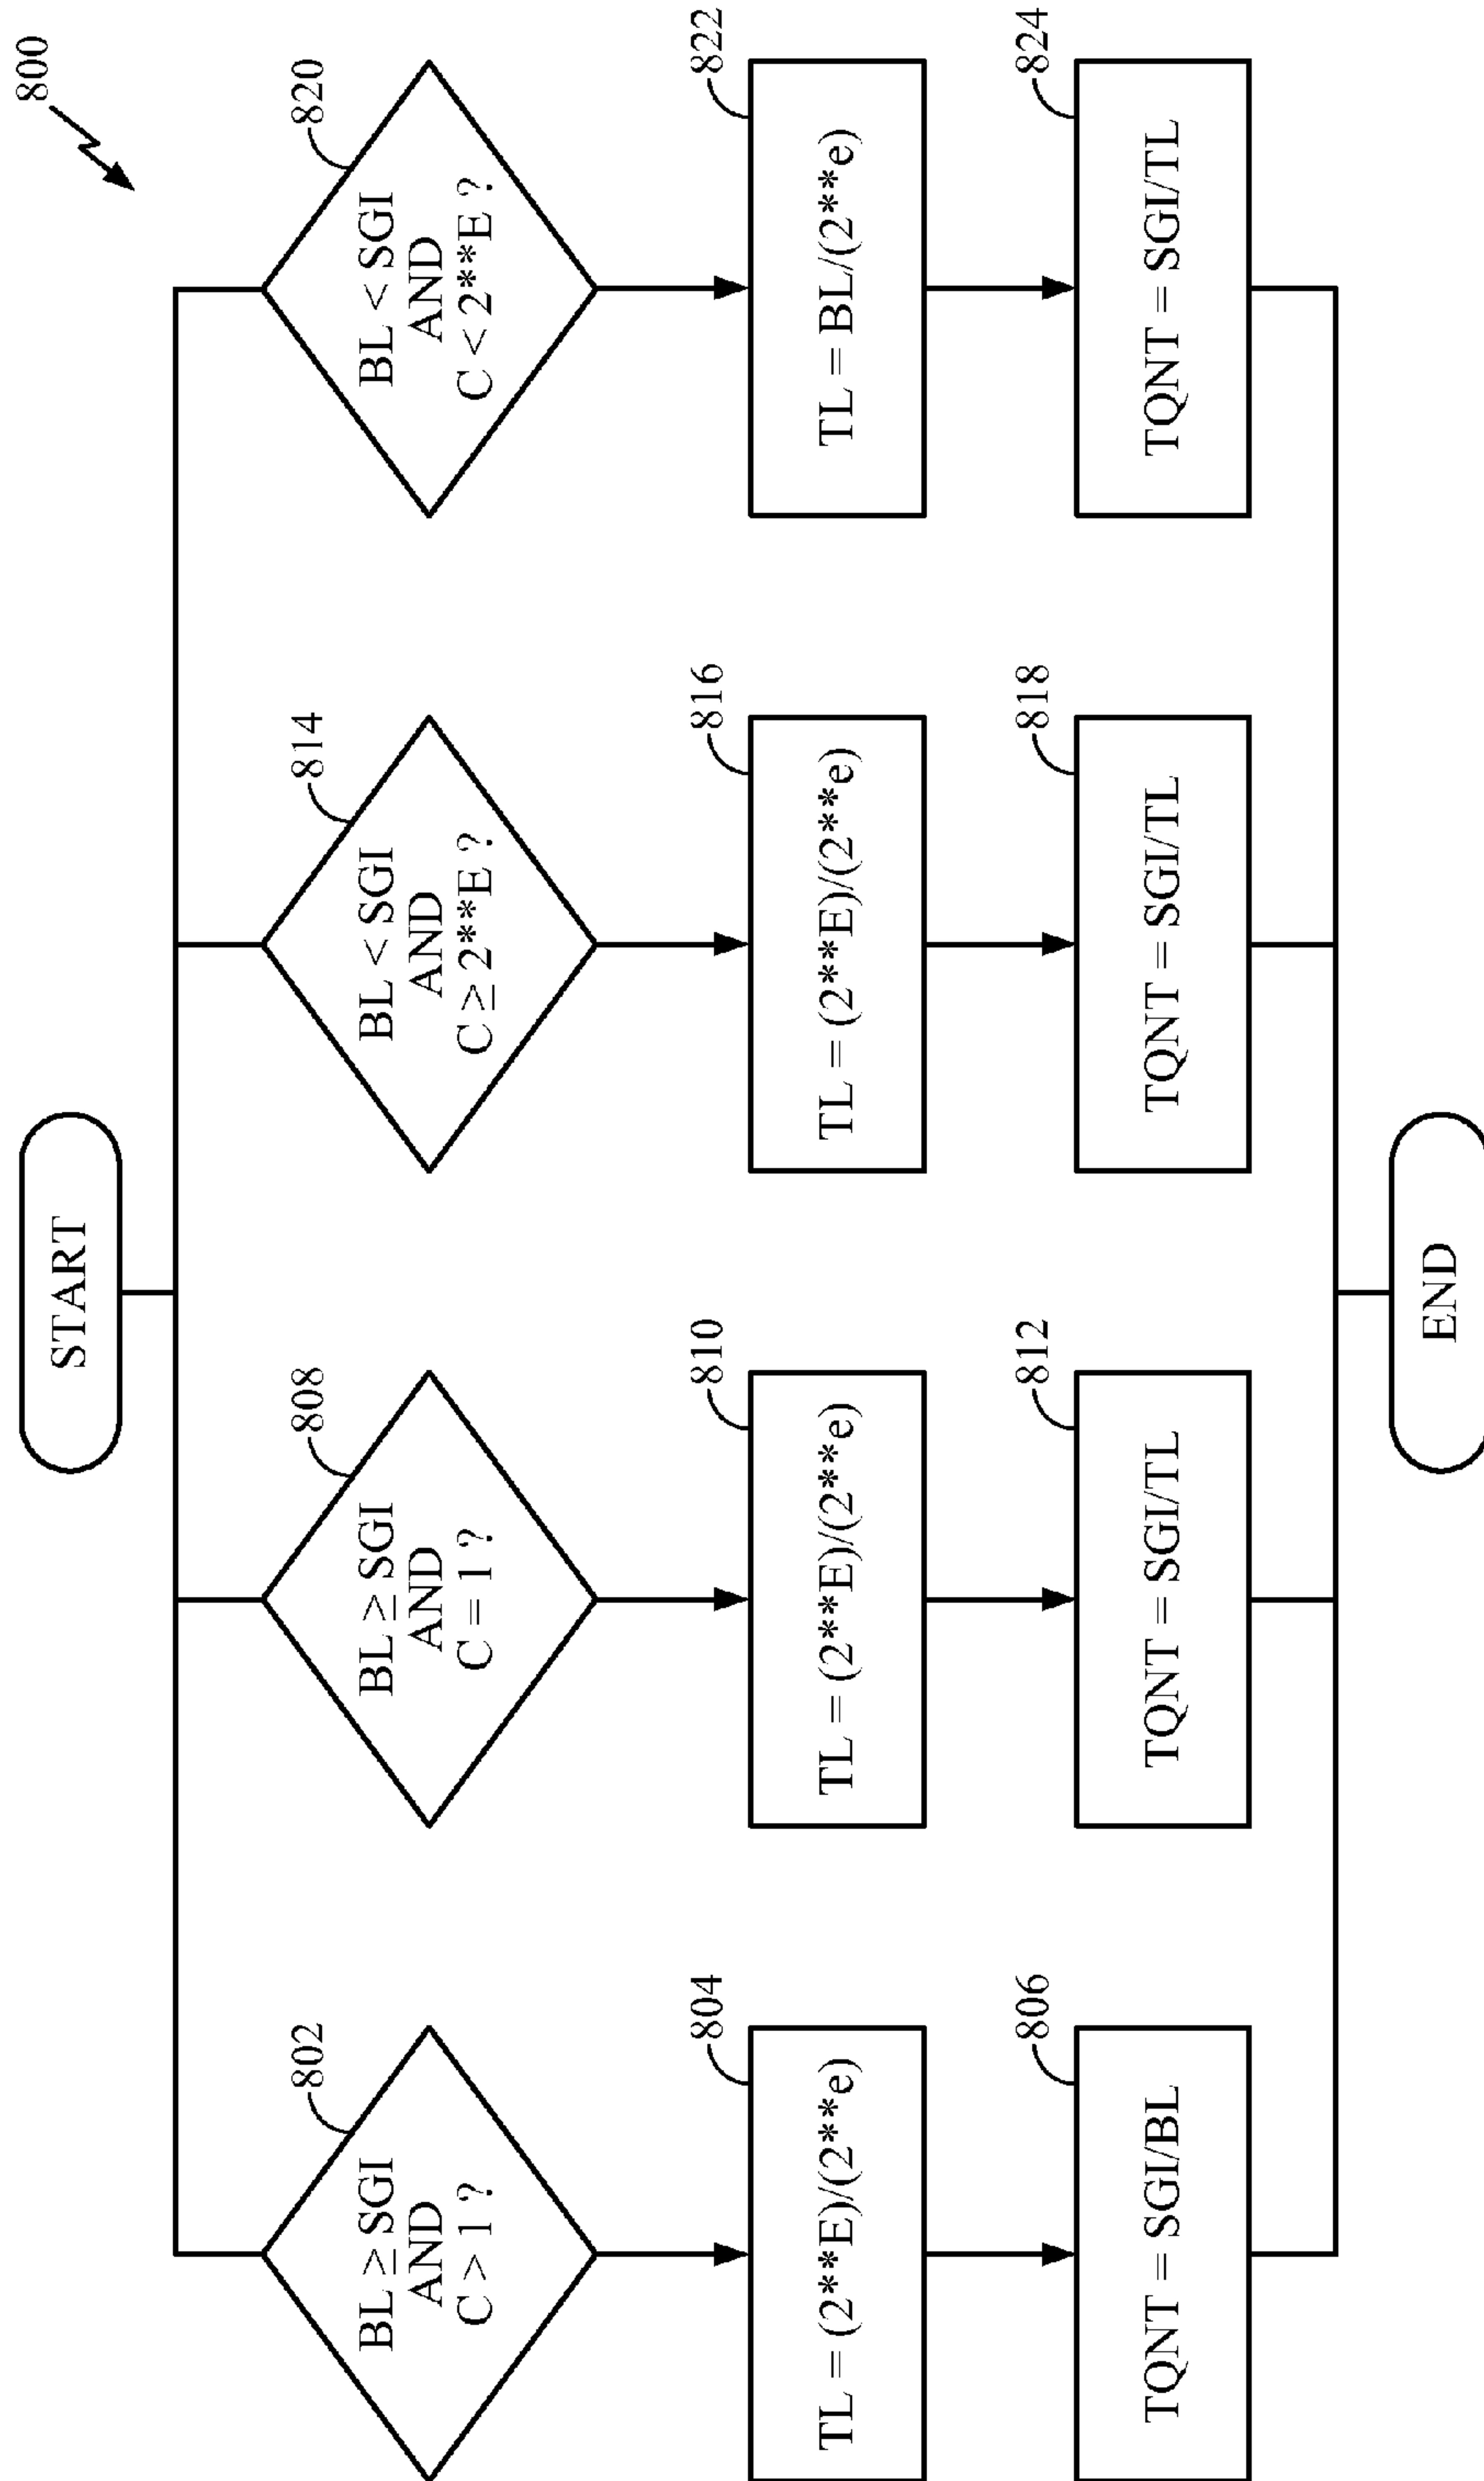 800
START
802
BL ≥ SGI
AND
C > 1 ?
804
TL = (2**E)/(2**e)
806
TQNT = SGI/BL
808
BL ≥ SGI
AND
C = 1 ?
810
TL = (2**E)/(2**e)
812
TQNT = SGI/TL
814
BL < SGI
AND
C ≥ 2**E ?
816
TL = (2**E)/(2**e)
818
TQNT = SGI/TL
820
BL < SGI
AND
C < 2**E ?
822
TL = BL/(2**e)
824
TQNT = SGI/TL
END